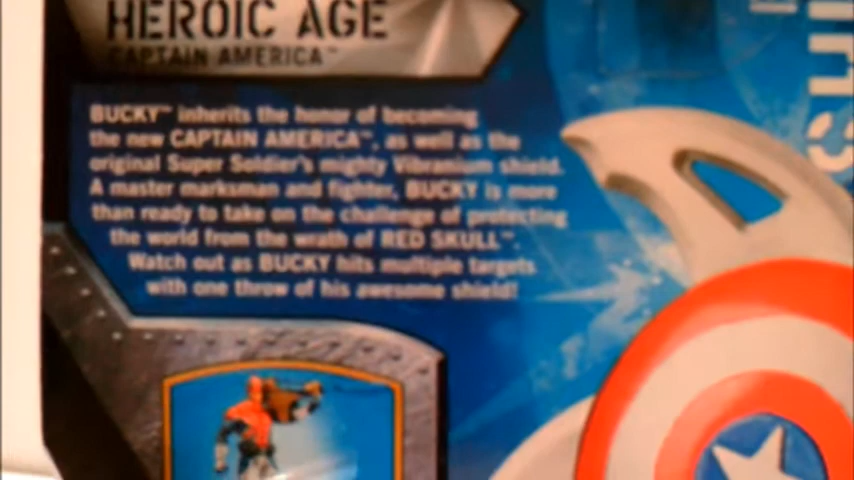 HEROIC AGE
CAPTAIN AMERICA™
BUCKY™ inherits the honor of becoming
the new CAPTAIN AMERICA™, as well as the
original Super Soldier's mighty Vibranium shield.
A master marksman and fighter, BUCKY is more
than ready to take on the challenge of protecting
the world from the wrath of RED SKULL™.
Watch out as BUCKY hits multiple targets
with one throw of his awesome shield!